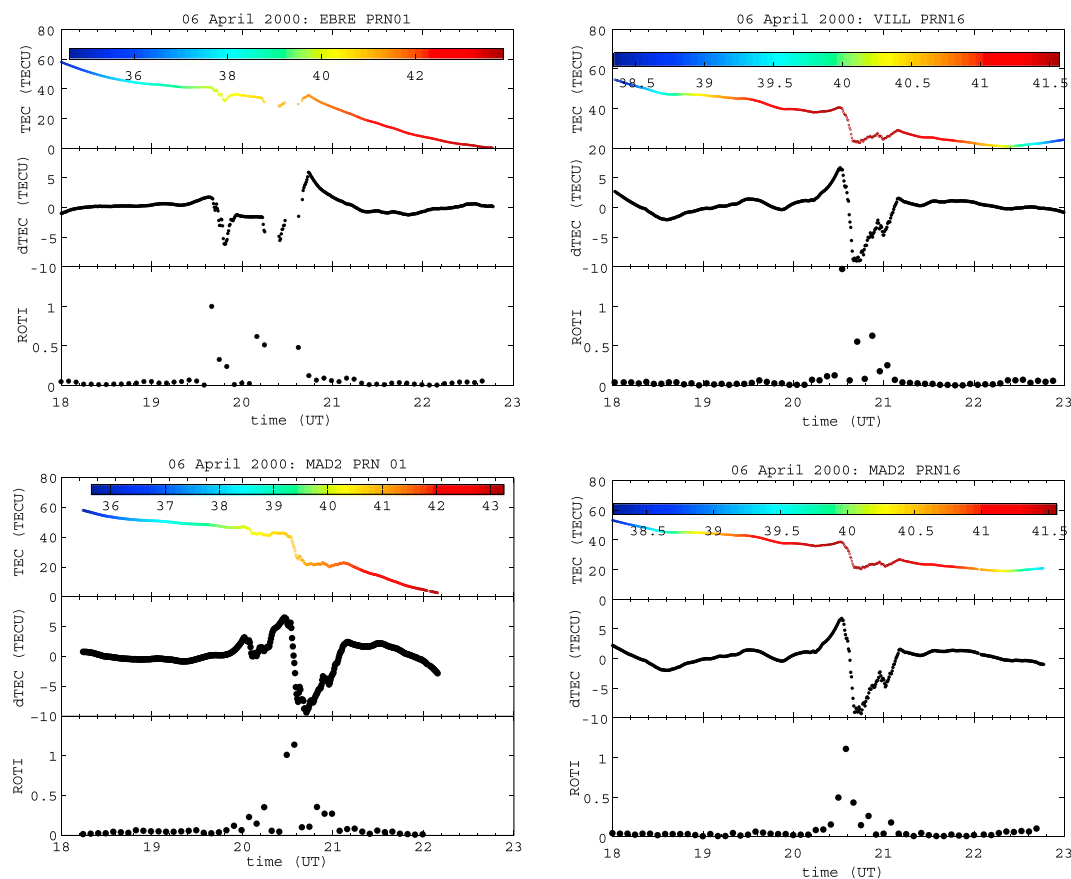 06 April 2000: EBRE PRN01
80
60
40
20
0
TEC (TECU)
36 38 40 42
5
0
-5
-10
dTEC (TECU)
1
0.5
0
ROTI
18 19 20 21 22 23
time (UT)
06 April 2000: VILL PRN16
80
60
40
20
TEC (TECU)
38.5 39 39.5 40 40.5 41 41.5
5
0
-5
-10
dTEC (TECU)
1
0.5
0
ROTI
18 19 20 21 22 23
time (UT)
06 April 2000: MAD2 PRN 01
80
60
40
20
0
TEC (TECU)
36 37 38 39 40 41 42 43
5
0
-5
-10
dTEC (TECU)
1
0.5
0
ROTI
18 19 20 21 22 23
time (UT)
06 April 2000: MAD2 PRN16
80
60
40
20
0
TEC (TECU)
38.5 39 39.5 40 40.5 41 41.5
5
0
-5
-10
dTEC (TECU)
1
0.5
0
ROTI
18 19 20 21 22 23
time (UT)